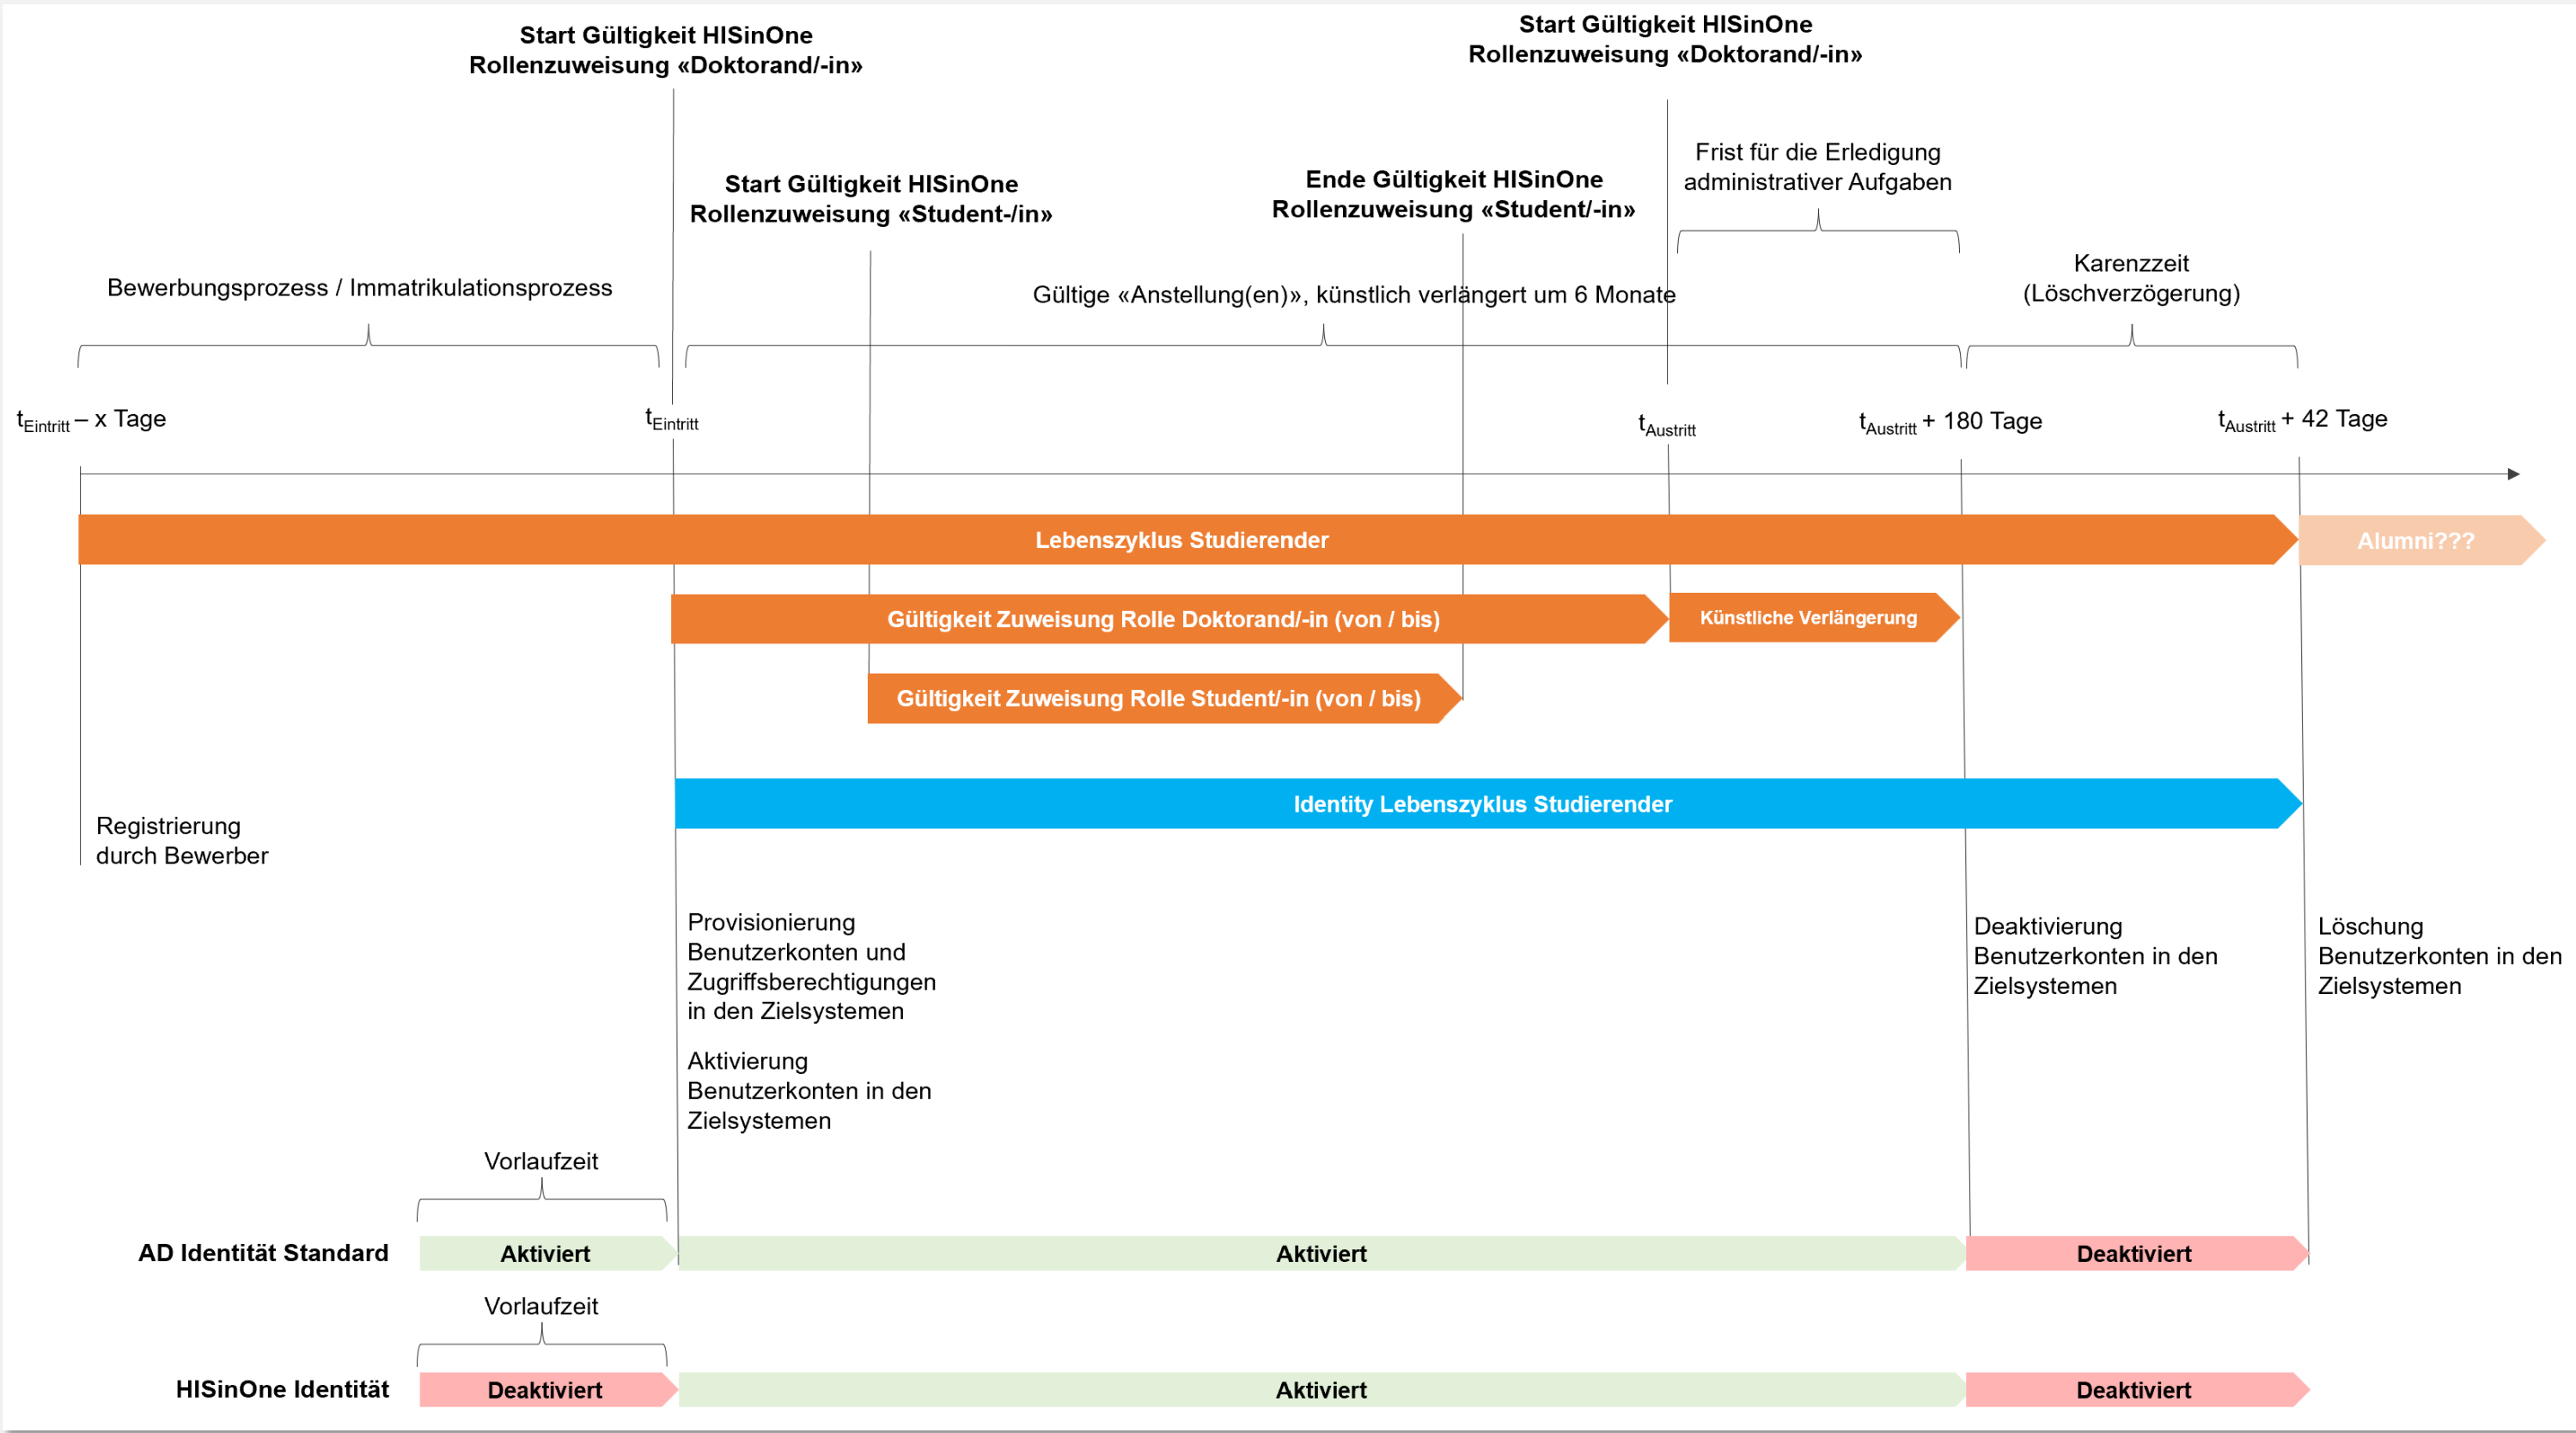 Start Gültigkeit HISinOne
Rollenzuweisung «Doktorand/-in»
Start Gültigkeit HISinOne
Rollenzuweisung «Doktorand/-in»
Frist für die Erledigung
administrativer Aufgaben
Start Gültigkeit HISinOne
Rollenzuweisung «Student-/in»
Ende Gültigkeit HISinOne
Rollenzuweisung «Student/-in»
Karenzzeit
(Löschverzögerung)
Bewerbungsprozess / Immatrikulationsprozess
Gültige «Anstellung(en)», künstlich verlängert um 6 Monate
tEintritt – x Tage
tEintritt
tAustritt
tAustritt + 180 Tage
tAustritt + 42 Tage
Lebenszyklus Studierender
Alumni???
Gültigkeit Zuweisung Rolle Doktorand/-in (von / bis)
Künstliche Verlängerung
Gültigkeit Zuweisung Rolle Student/-in (von / bis)
Identity Lebenszyklus Studierender
Registrierung
durch Bewerber
Provisionierung
Benutzerkonten und
Zugriffsberechtigungen
in den Zielsystemen
Aktivierung
Benutzerkonten in den
Zielsystemen
Deaktivierung
Benutzerkonten in den
Zielsystemen
Löschung
Benutzerkonten in den
Zielsystemen
Vorlaufzeit
AD Identität Standard
Aktiviert
Aktiviert
Deaktiviert
Vorlaufzeit
HISinOne Identität
Deaktiviert
Aktiviert
Deaktiviert